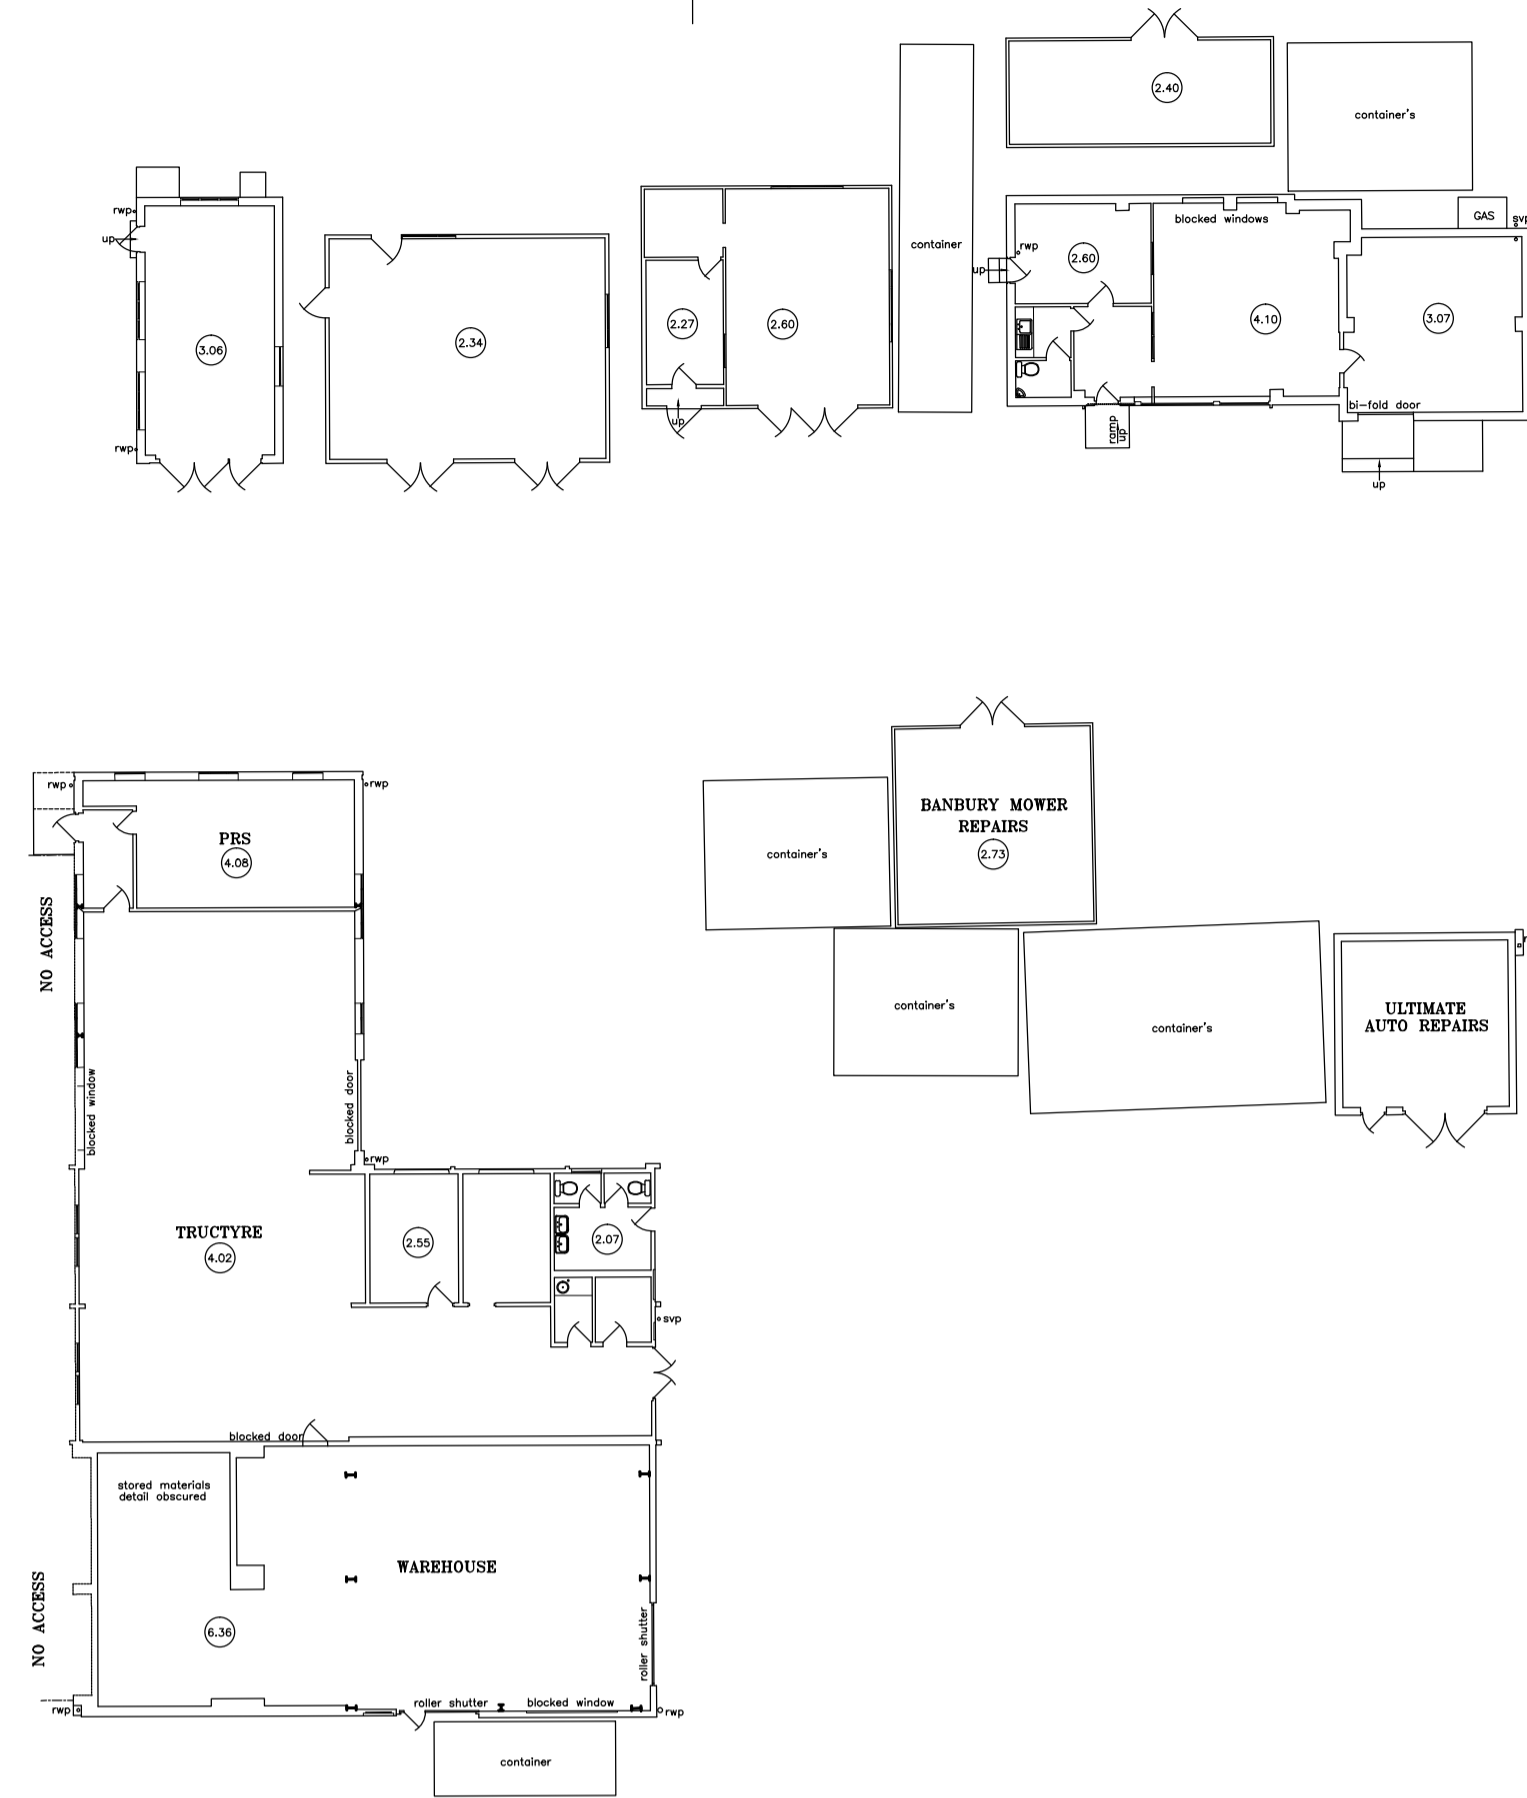 2.40
container's
rwp
up
3.06
rwp
2.34
2.27
2.60
up
container
blocked windows
GAS
rwp
up
2.60
4.10
3.07
bi-fold door
ramp
up
up
rwp
rwp
PRS
4.08
NO ACCESS
blocked window
blocked door
rwp
TRUCTYRE
4.02
2.55
2.07
svp
blocked door
stored materials
detail obscured
WAREHOUSE
NO ACCESS
6.36
roller shutter
roller shutter
blocked window
rwp
rwp
container
BANBURY MOWER
REPAIRS
2.73
container's
container's
container's
ULTIMATE
AUTO REPAIRS